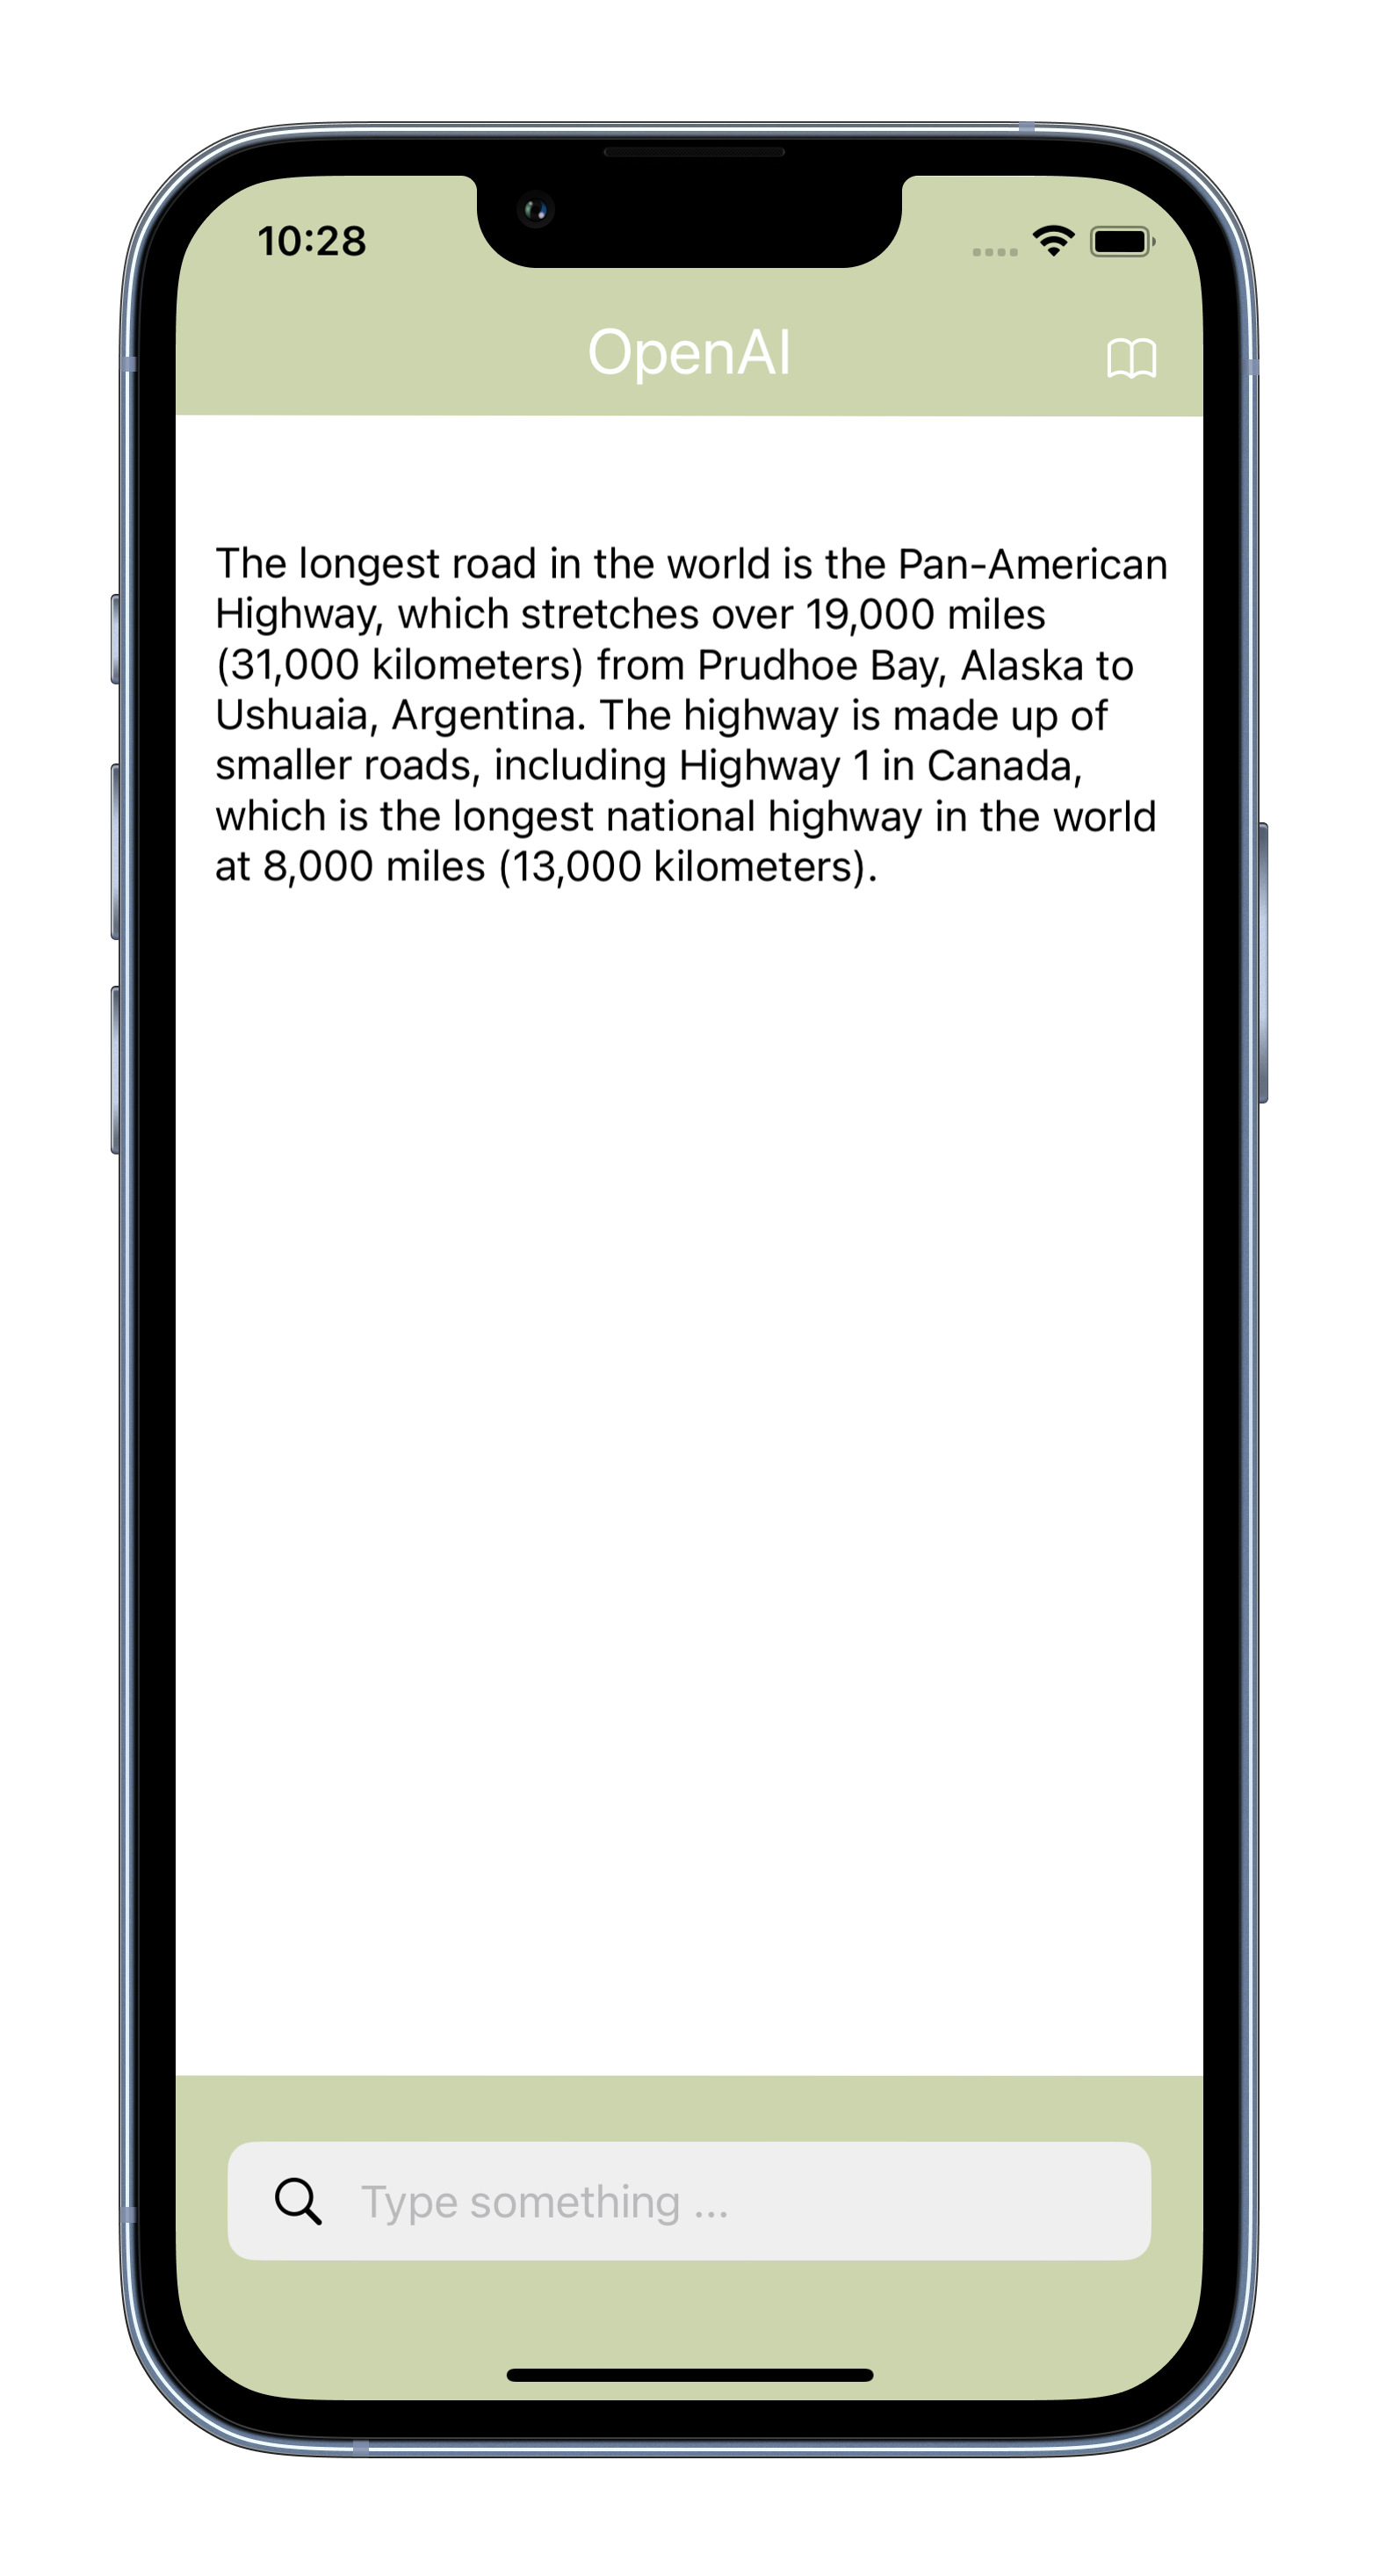 10:28
OpenAI
The longest road in the world is the Pan-American
Highway, which stretches over 19,000 miles
(31,000 kilometers) from Prudhoe Bay, Alaska to
Ushuaia, Argentina. The highway is made up of
smaller roads, including Highway 1 in Canada,
which is the longest national highway in the world
at 8,000 miles (13,000 kilometers).
Type something ...